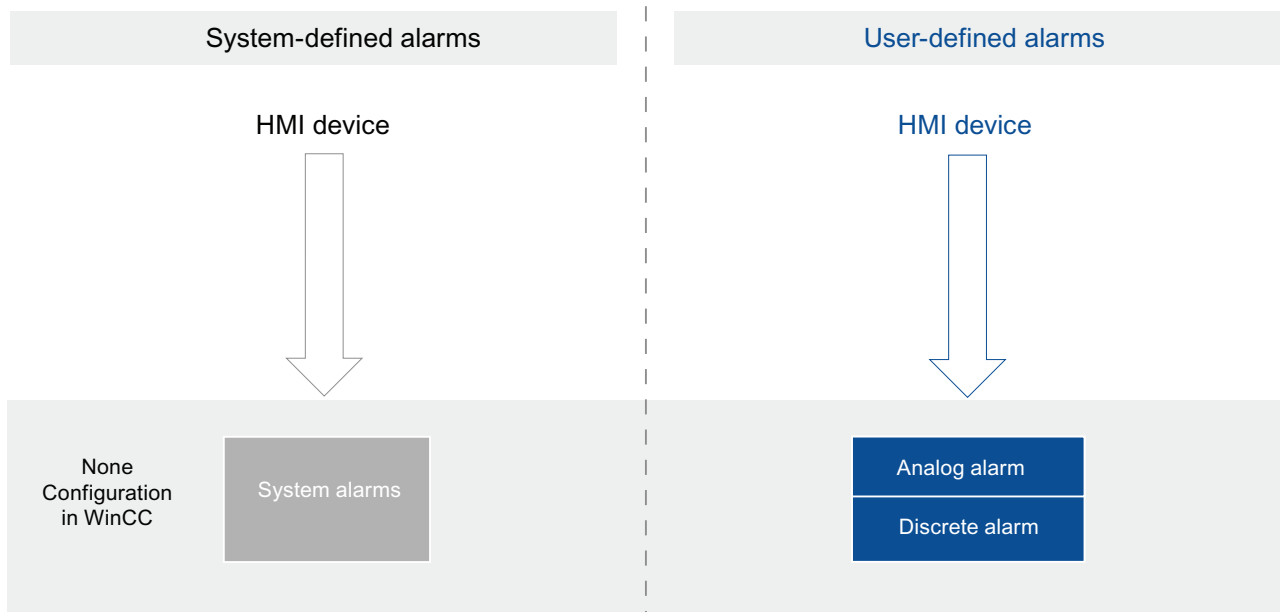 System-defined alarms
User-defined alarms
HMI device
HMI device
None
Configuration
in WinCC
System alarms
Analog alarm
Discrete alarm